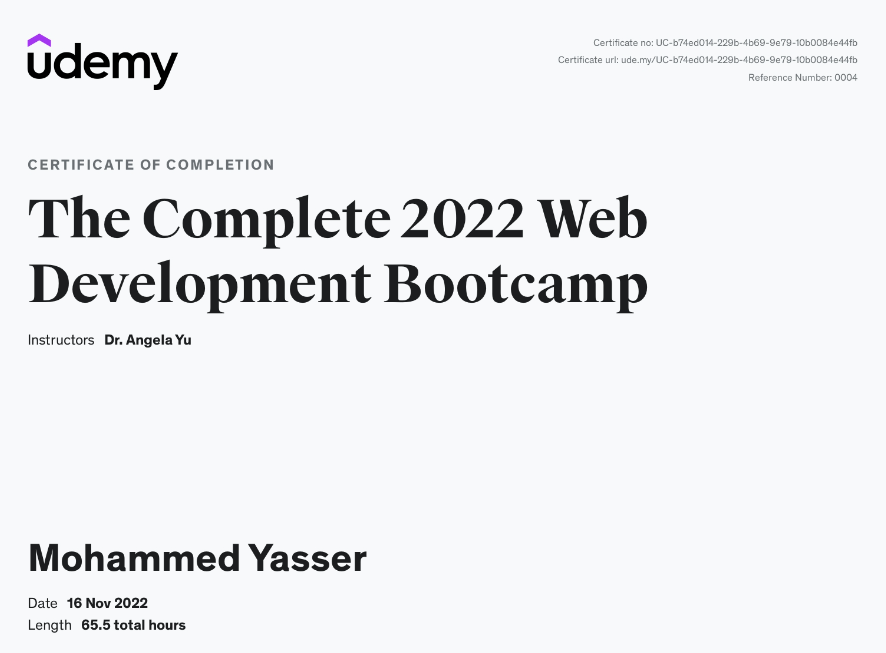 udemy
Certificate no: UC-b74ed014-229b-4b69-9e79-10b0084e44fb
Certificate url: ude.my/UC-b74ed014-229b-4b69-9e79-10b0084e44fb
Reference Number: 0004
CERTIFICATE OF COMPLETION
The Complete 2022 Web
Development Bootcamp
Instructors Dr. Angela Yu
Mohammed Yasser
Date 16 Nov 2022
Length 65.5 total hours